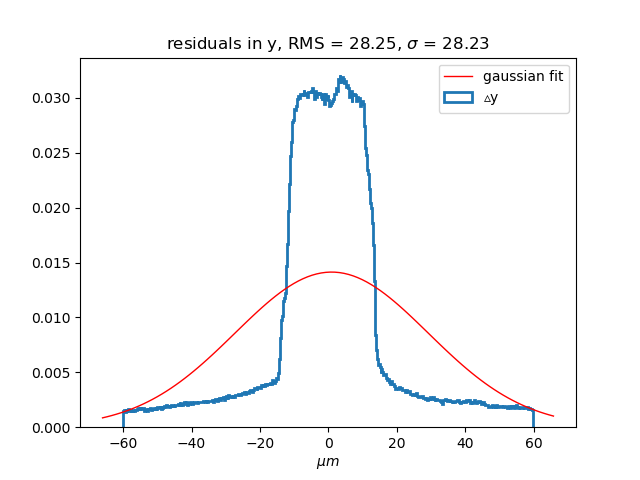 residuals in y, RMS = 28.25, σ = 28.23
gaussian fit
▵y
0.030
0.025
0.020
0.015
0.010
0.005
0.000
−60 −40 −20 0 20 40 60
μm